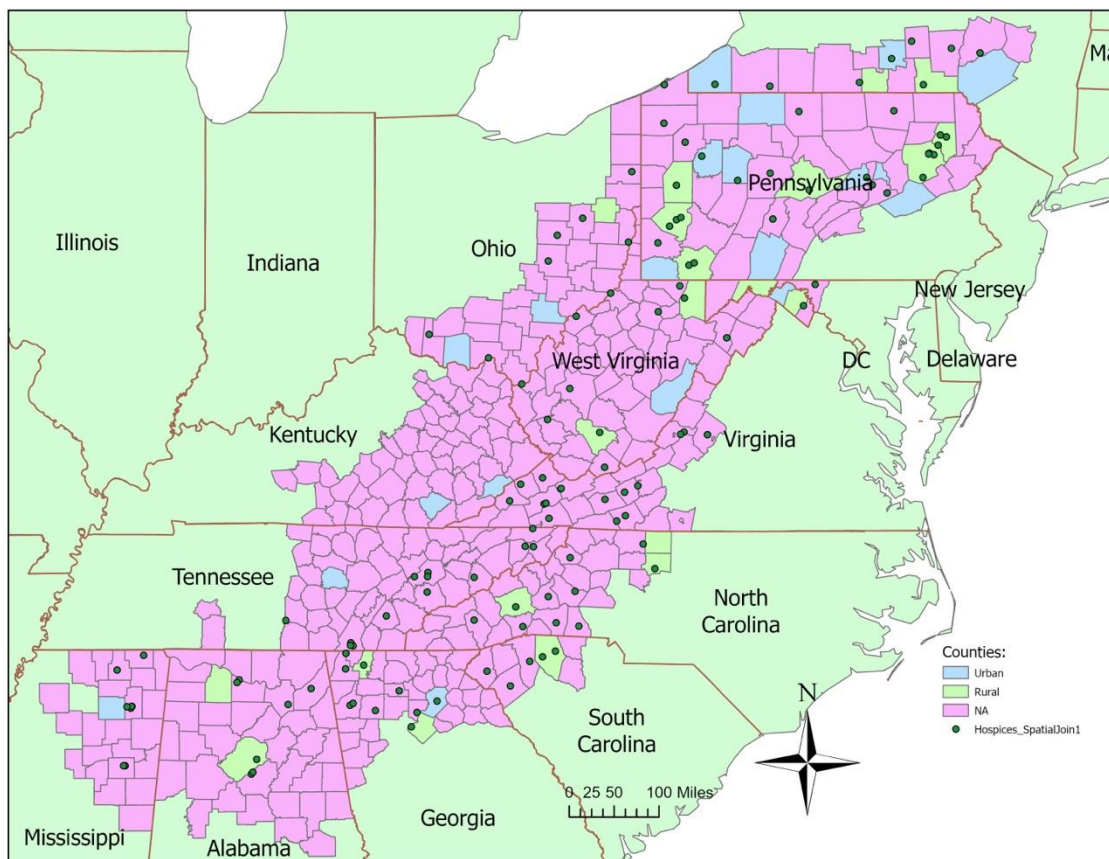 Ma
Pennsylvania
Illinois
Ohio
Indiana
New Jersey
West Virginia
DC
Delaware
Kentucky
Virginia
Tennessee
North
Carolina
Counties:
Urban
Rural
NA
Hospices_SpatialJoin1
N
South
Carolina
0 25 50 100 Miles
Georgia
Mississippi
Alabama